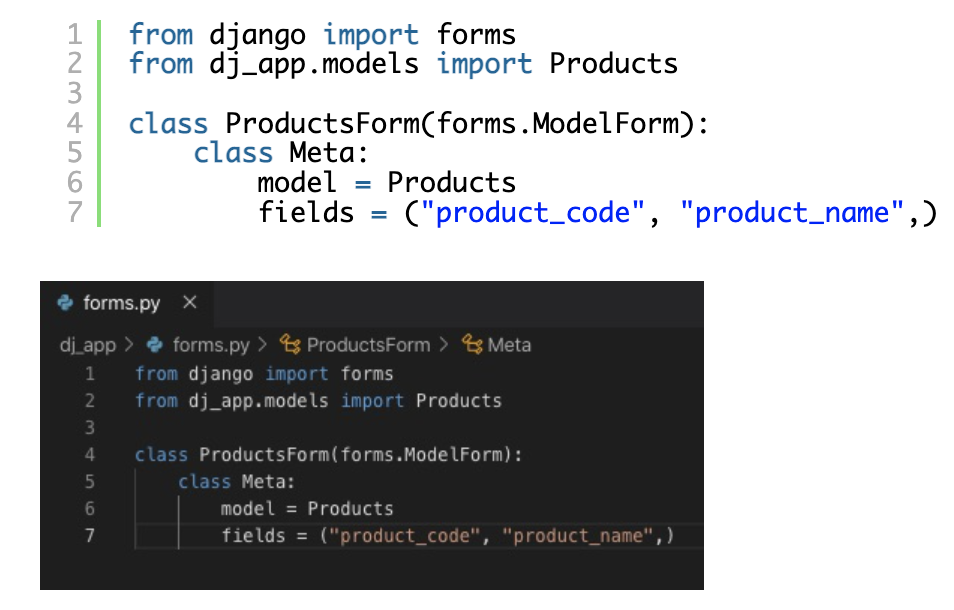 1 from django import forms
2 from dj_app.models import Products
3
4 class ProductsForm(forms.ModelForm):
5     class Meta:
6         model = Products
7         fields = ("product_code", "product_name",)
forms.py ×
dj_app > forms.py > ProductsForm > Meta
1 from django import forms
2 from dj_app.models import Products
3
4 class ProductsForm(forms.ModelForm):
5     class Meta:
6         model = Products
7         fields = ("product_code", "product_name",)